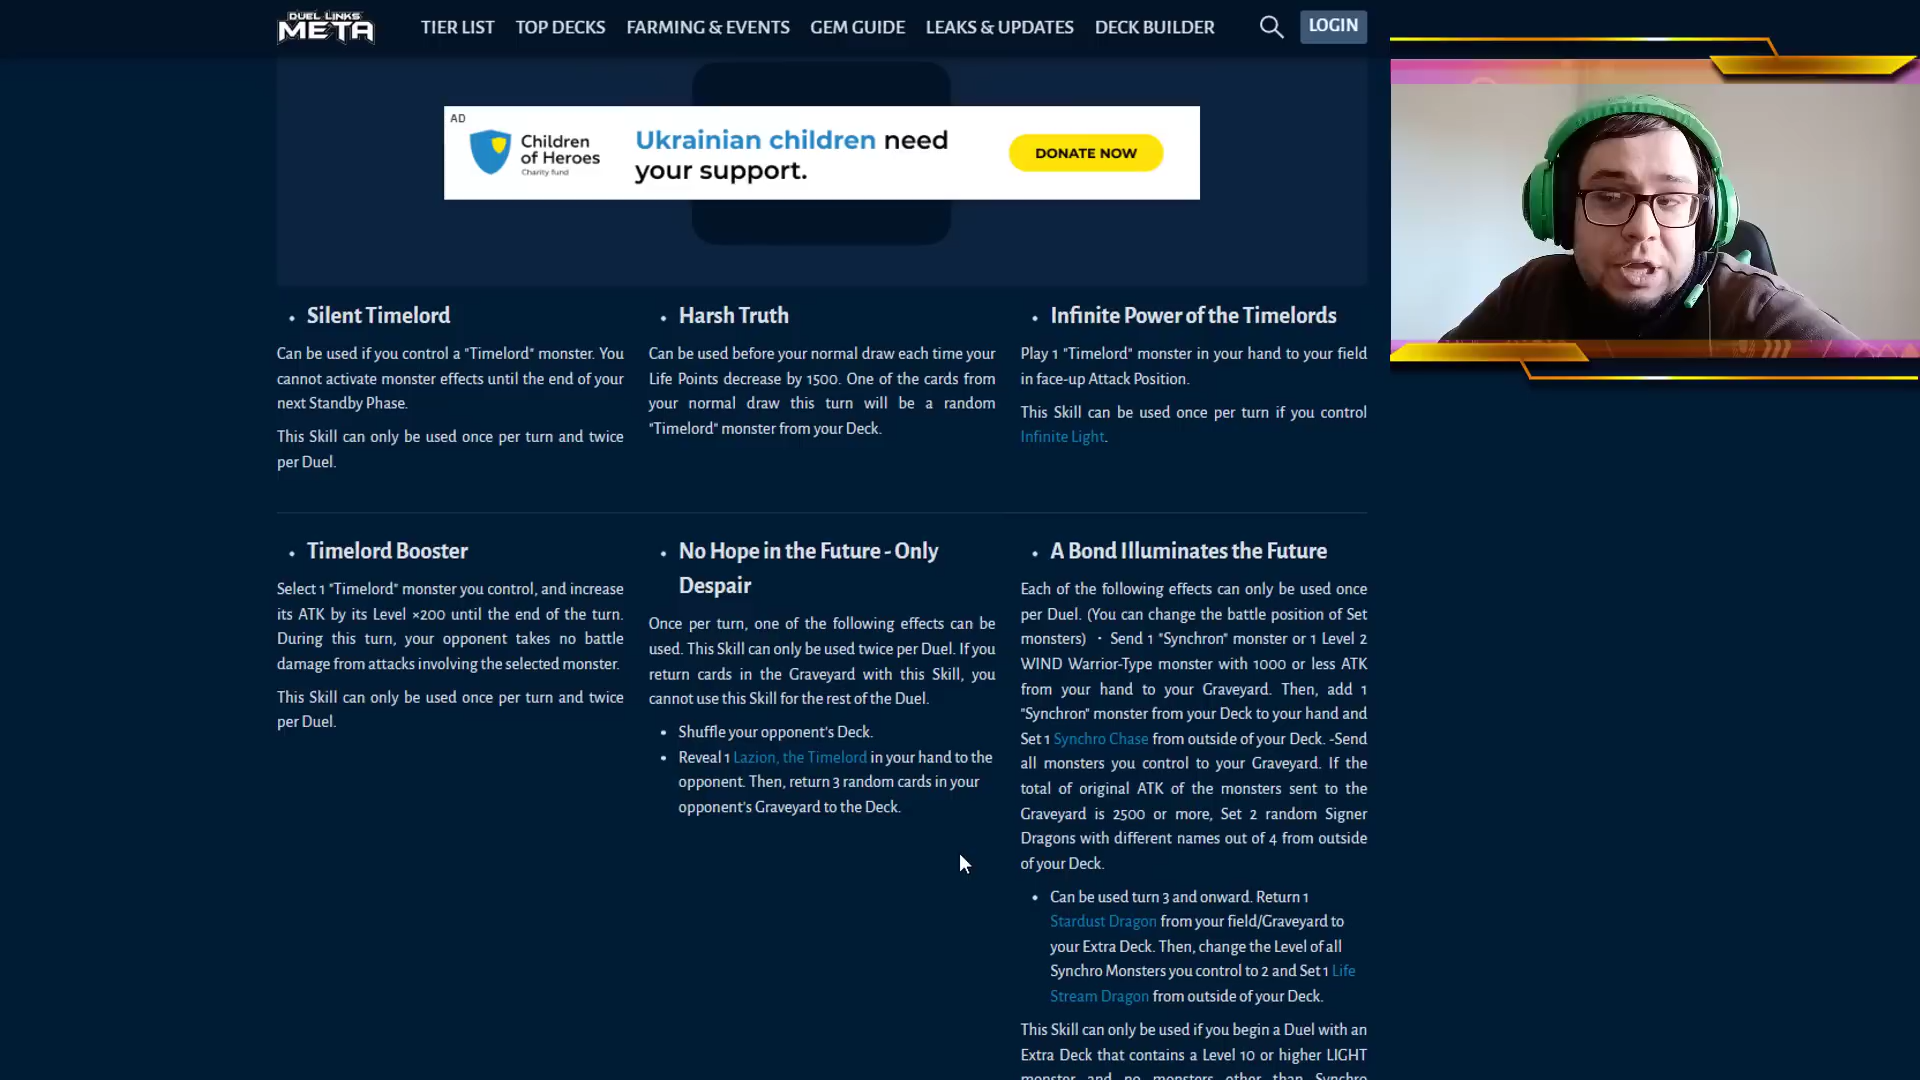 DUEL LINKS
META
TIER LIST
TOP DECKS
FARMING & EVENTS
GEM GUIDE
LEAKS & UPDATES
DECK BUILDER
LOGIN
AD
Children
of Heroes
Charity fund
Ukrainian children need
your support.
DONATE NOW
• Silent Timelord
Can be used if you control a "Timelord" monster. You
cannot activate monster effects until the end of your
next Standby Phase.
This Skill can only be used once per turn and twice
per Duel.
• Harsh Truth
Can be used before your normal draw each time your
Life Points decrease by 1500. One of the cards from
your normal draw this turn will be a random
"Timelord" monster from your Deck.
• Infinite Power of the Timelords
Play 1 "Timelord" monster in your hand to your field
in face-up Attack Position.
This Skill can be used once per turn if you control
Infinite Light.
• Timelord Booster
Select 1 "Timelord" monster you control, and increase
its ATK by its Level ×200 until the end of the turn.
During this turn, your opponent takes no battle
damage from attacks involving the selected monster.
This Skill can only be used once per turn and twice
per Duel.
• No Hope in the Future - Only
Despair
Once per turn, one of the following effects can be
used. This Skill can only be used twice per Duel. If you
return cards in the Graveyard with this Skill, you
cannot use this Skill for the rest of the Duel.
• Shuffle your opponent's Deck.
• Reveal 1 Lazion, the Timelord in your hand to the
opponent. Then, return 3 random cards in your
opponent's Graveyard to the Deck.
• A Bond Illuminates the Future
Each of the following effects can only be used once
per Duel. (You can change the battle position of Set
monsters) ・ Send 1 "Synchron" monster or 1 Level 2
WIND Warrior-Type monster with 1000 or less ATK
from your hand to your Graveyard. Then, add 1
"Synchron" monster from your Deck to your hand and
Set 1 Synchro Chase from outside of your Deck. -Send
all monsters you control to your Graveyard. If the
total of original ATK of the monsters sent to the
Graveyard is 2500 or more, Set 2 random Signer
Dragons with different names out of 4 from outside
of your Deck.
• Can be used turn 3 and onward. Return 1
Stardust Dragon from your field/Graveyard to
your Extra Deck. Then, change the Level of all
Synchro Monsters you control to 2 and Set 1 Life
Stream Dragon from outside of your Deck.
This Skill can only be used if you begin a Duel with an
Extra Deck that contains a Level 10 or higher LIGHT
monster and no monsters other than Synchro